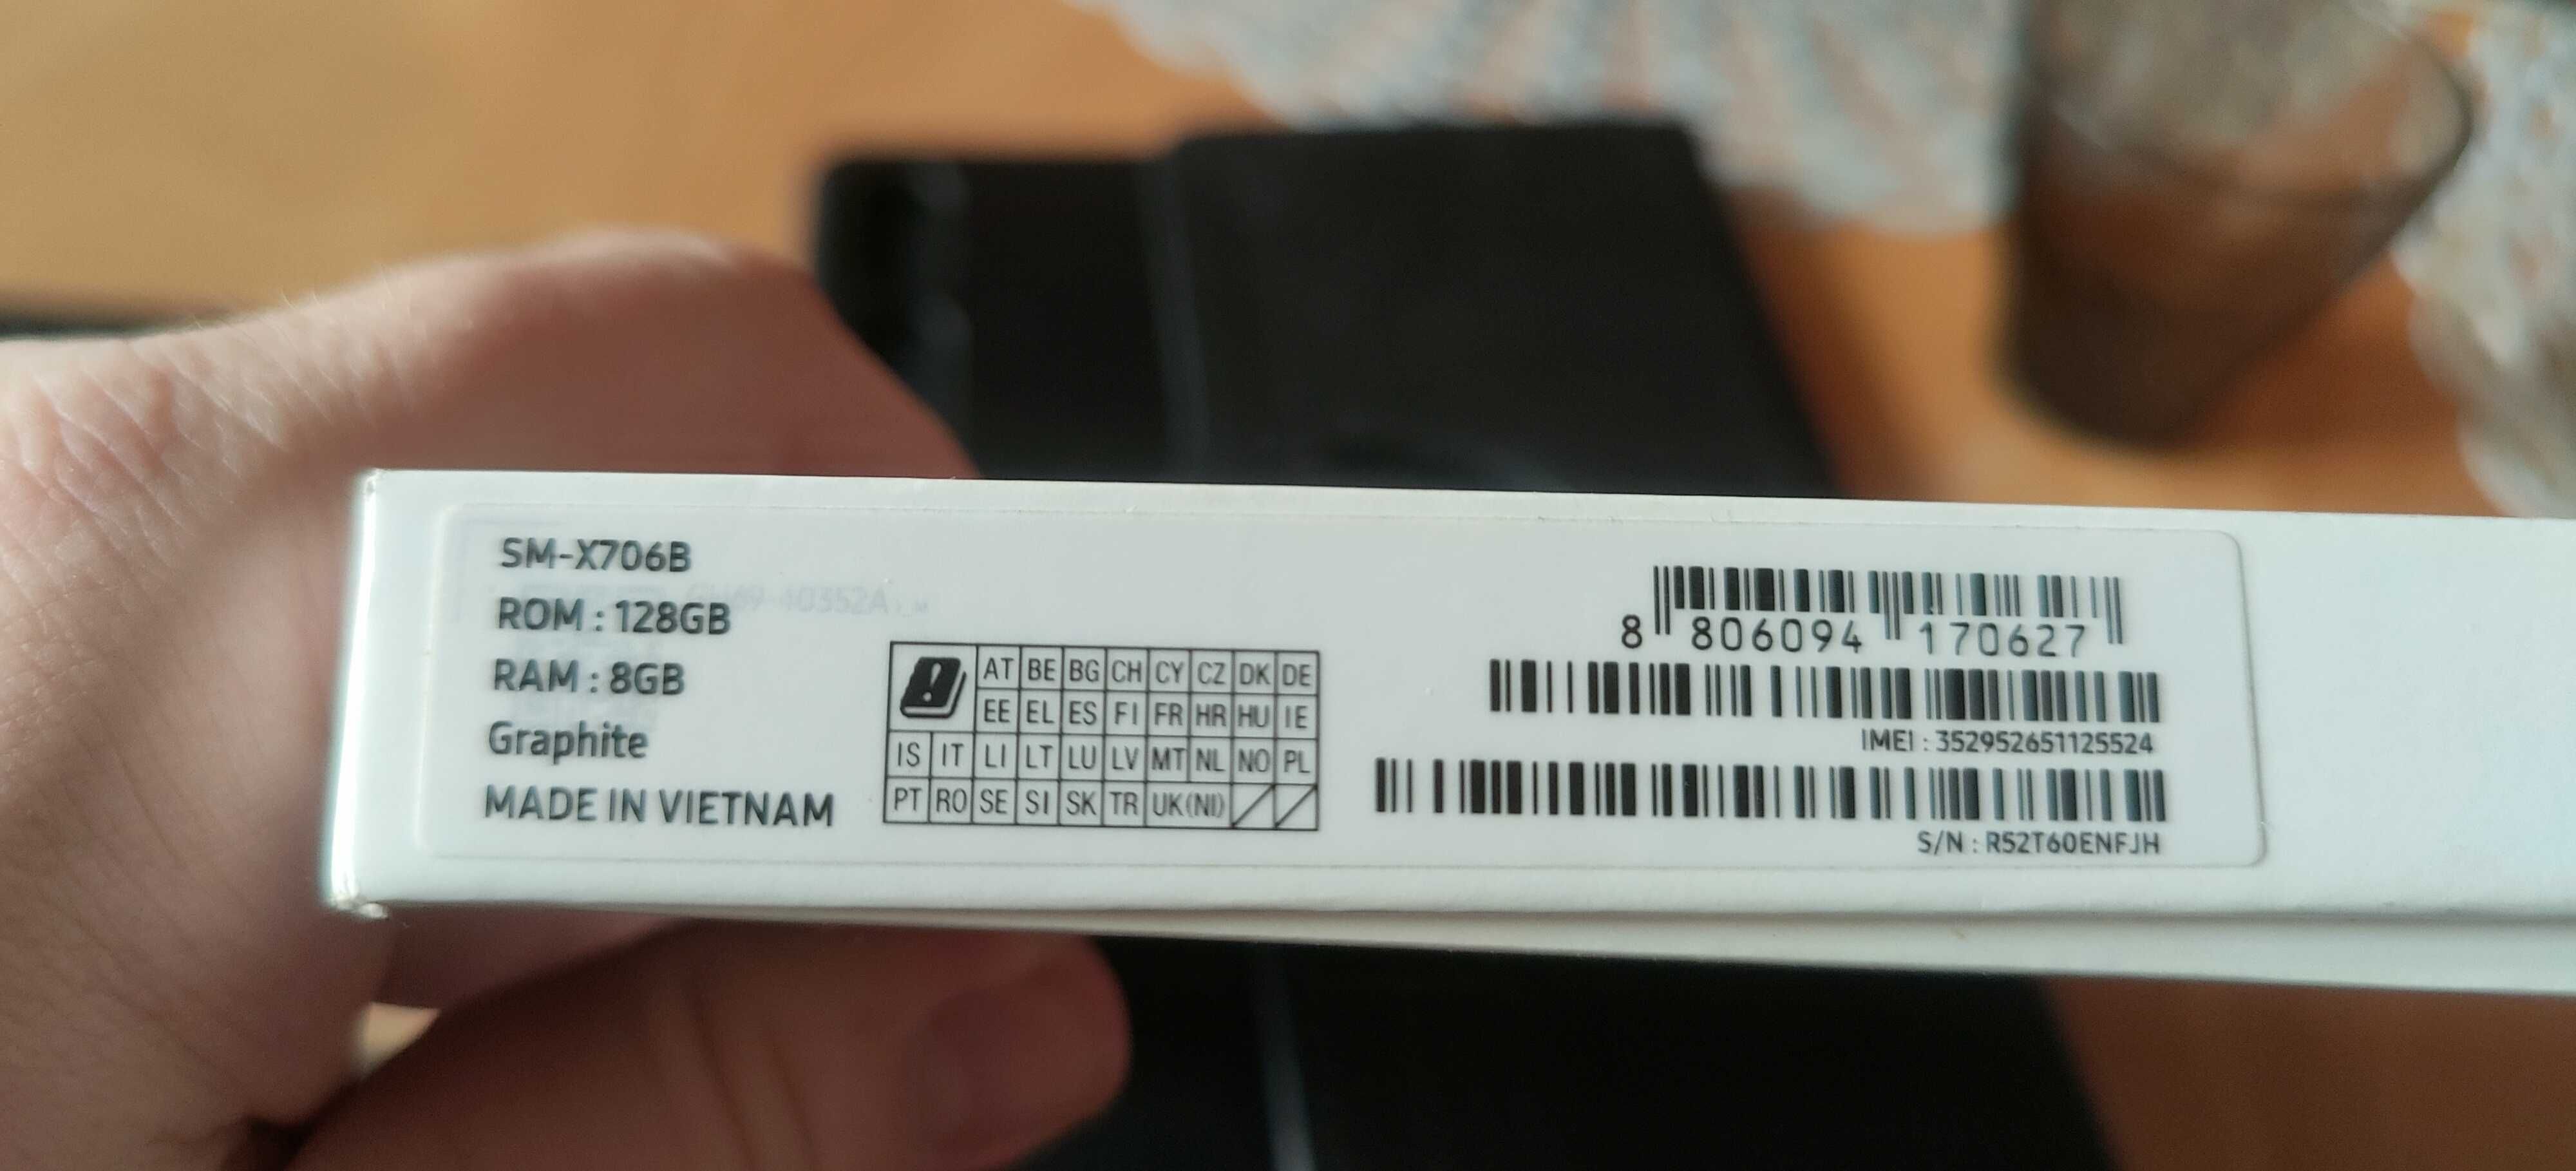 SM-X706B
ROM : 128GB
RAM : 8GB
Graphite
MADE IN VIETNAM
AT BE BG CH CY CZ DK DE
EE EL ES FI FR HR HU IE
IS IT LI LT LU LV MT NL NO PL
PT RO SE SI SK TR UK(NI)
8 806094 170627
IMEI : 352952651125524
S/N : R52T60ENFJH